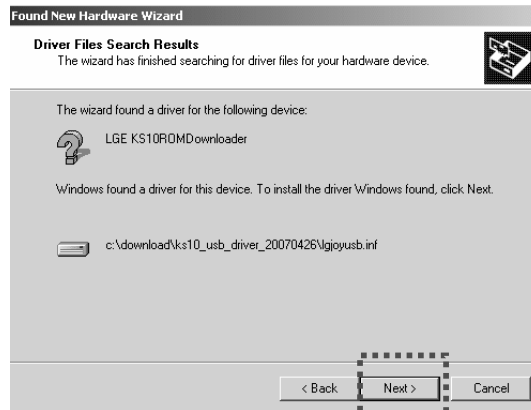 Found New Hardware Wizard
Driver Files Search Results
The wizard has finished searching for driver files for your hardware device.
The wizard found a driver for the following device:
LGE KS10ROMDownloader
Windows found a driver for this device. To install the driver Windows found, click Next.
c:\download\ks10_usb_driver_20070426\lgjoyusb.inf
< Back Next > Cancel